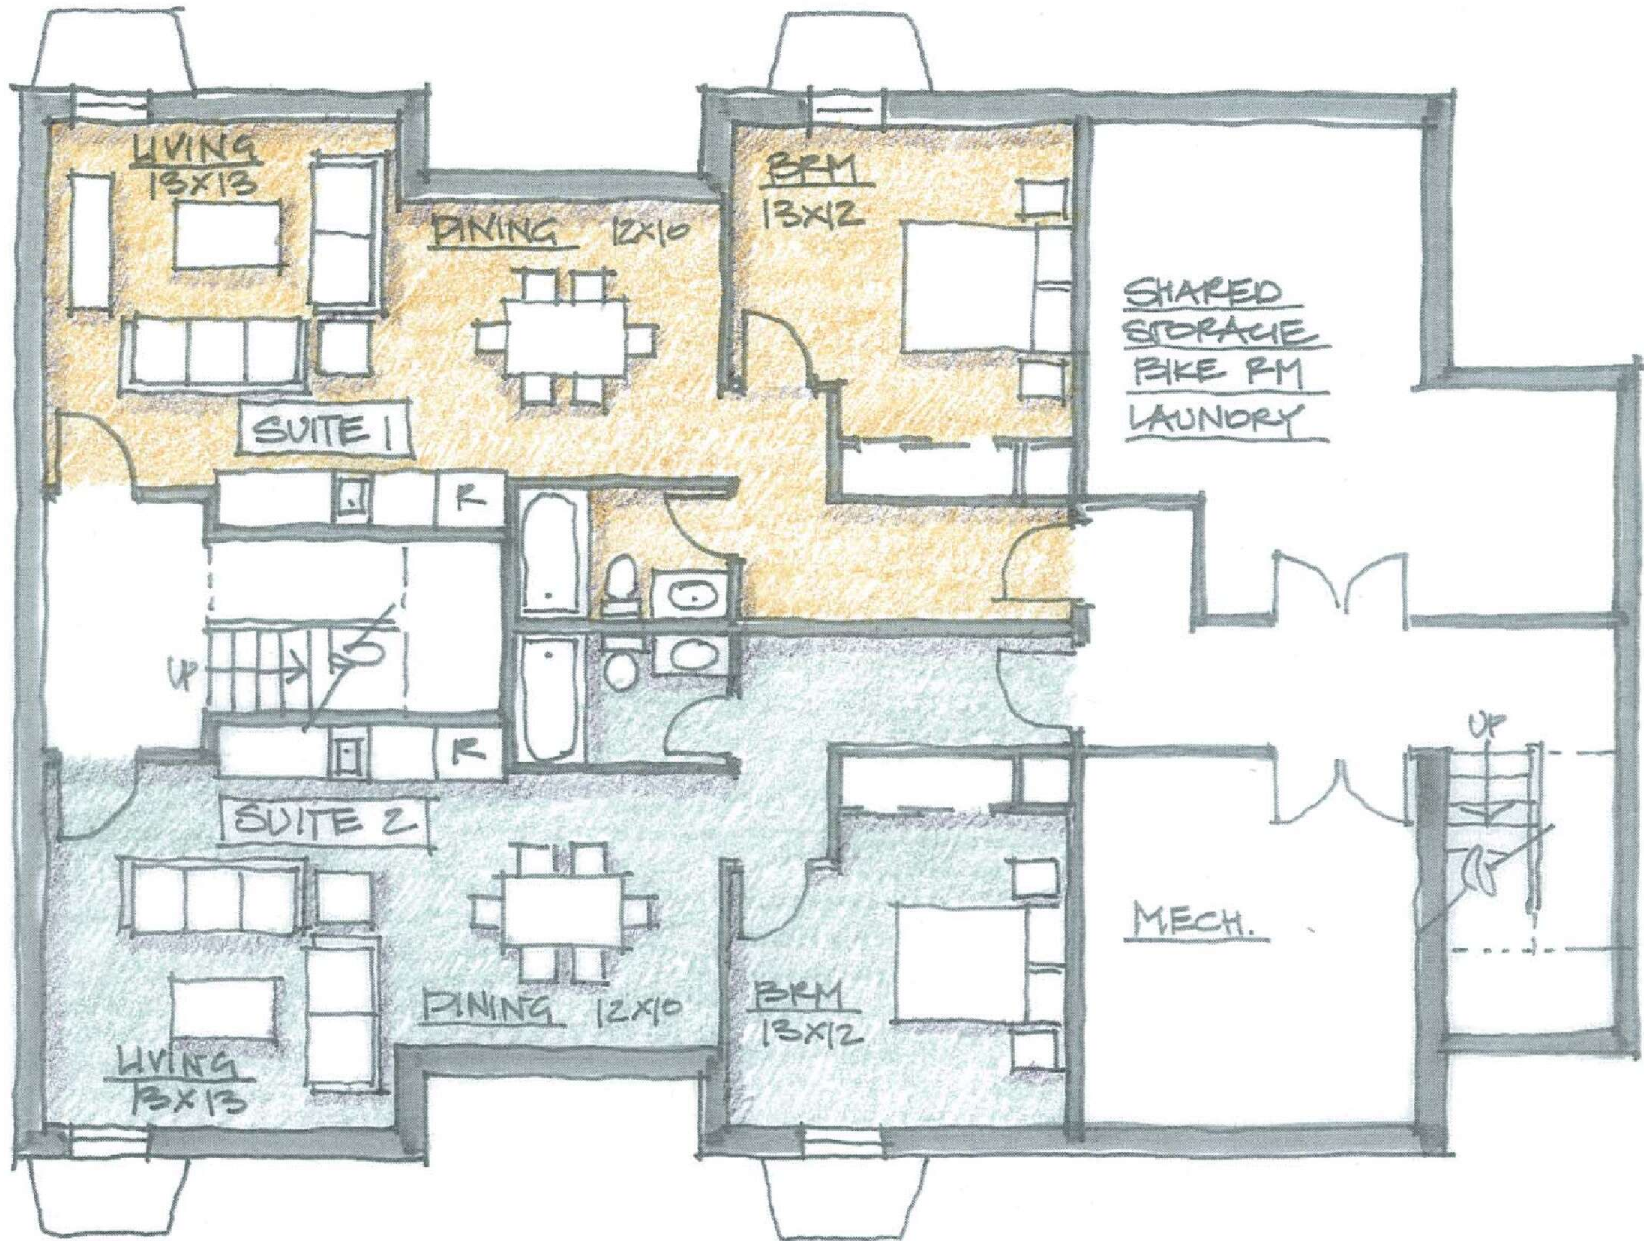 LIVING
13X13
DINING 12X10
BRM
13X12
SHARED
STORAGE
BIKE RM
LAUNDRY
SUITE 1
R
UP
R
SUITE 2
UP
MECH.
DINING 12X10
BRM
13X12
LIVING
13X13